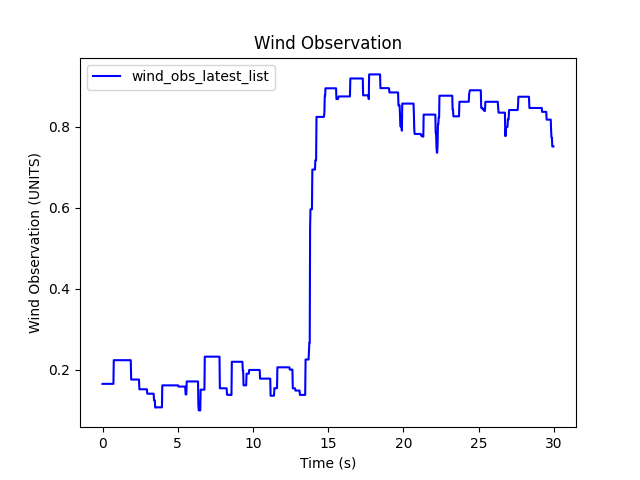 Wind Observation
wind_obs_latest_list
Wind Observation (UNITS)
0.8
0.6
0.4
0.2
0 5 10 15 20 25 30
Time (s)